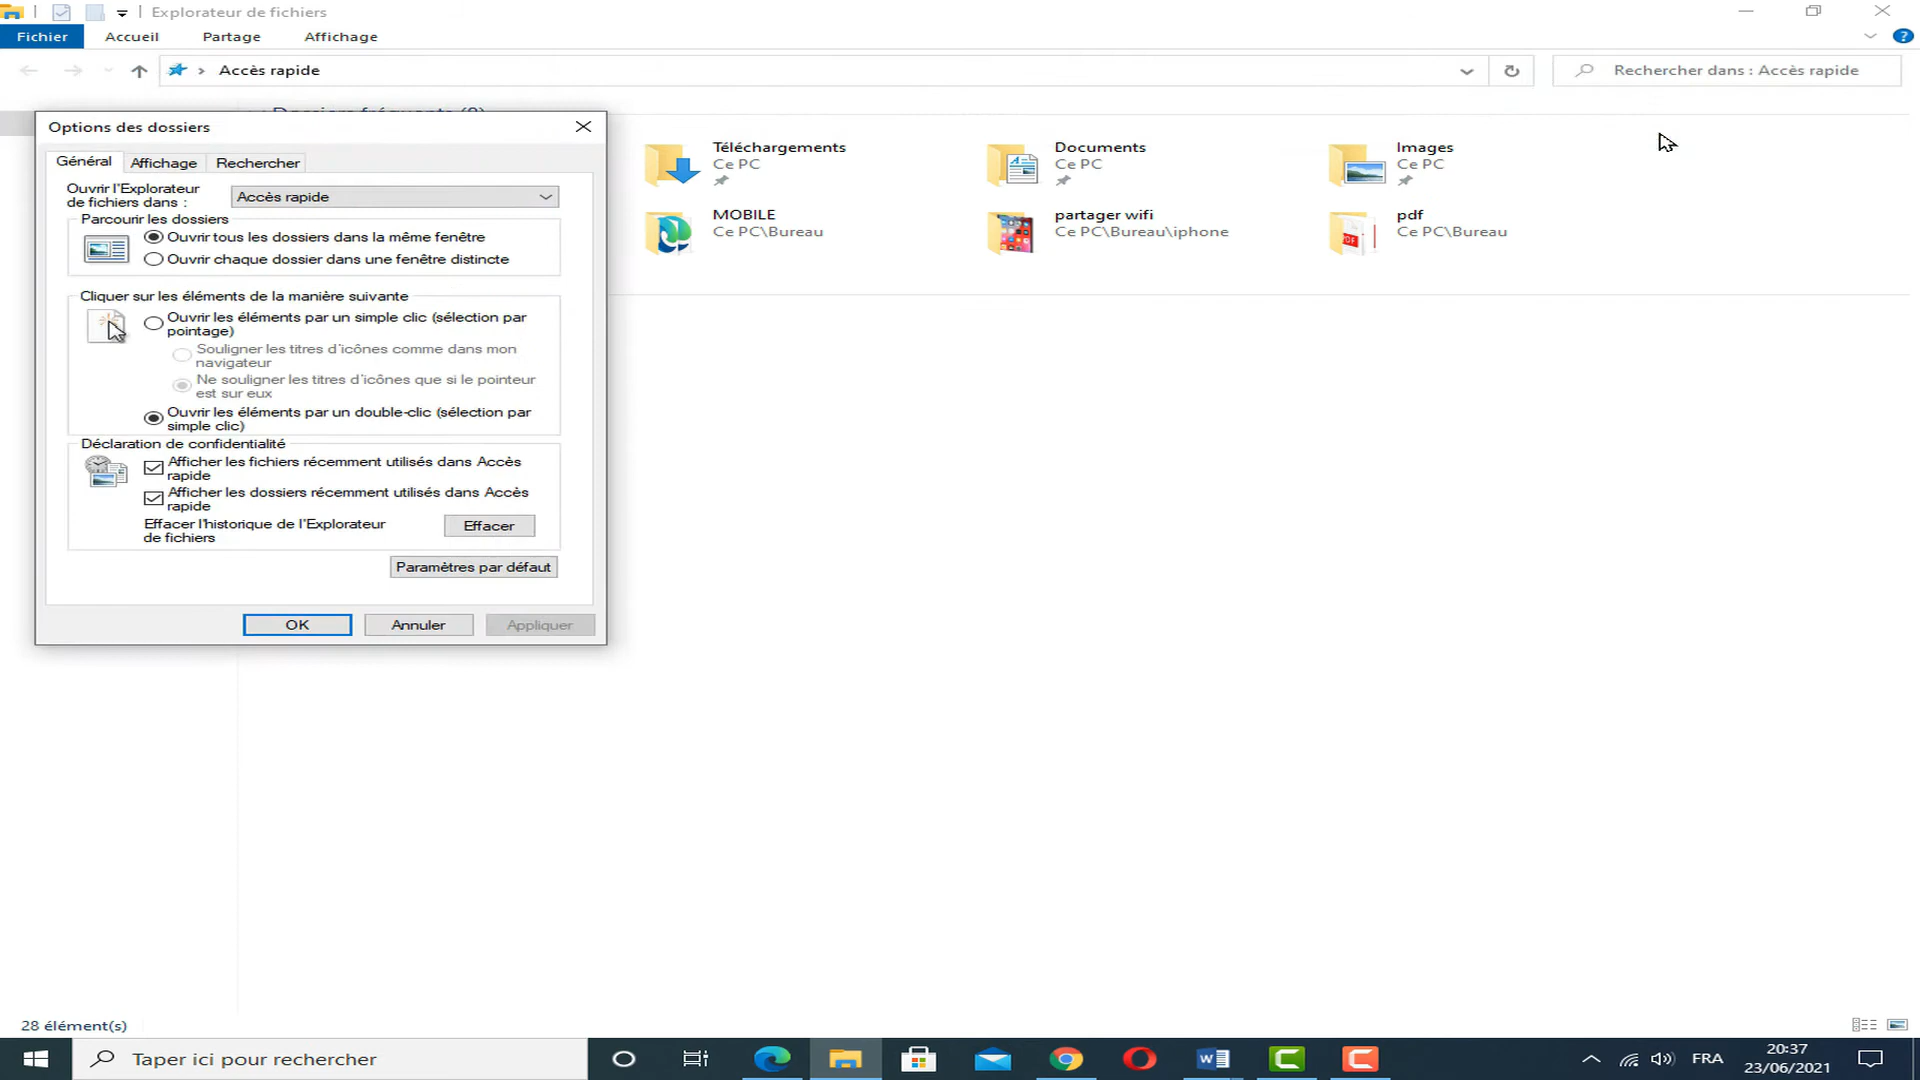 Explorateur de fichiers
Fichier Accueil Partage Affichage
Accès rapide
Rechercher dans : Accès rapide
Options des dossiers
Général Affichage Rechercher
Ouvrir l'Explorateur
de fichiers dans :
Accès rapide
Parcourir les dossiers
Ouvrir tous les dossiers dans la même fenêtre
Ouvrir chaque dossier dans une fenêtre distincte
Cliquer sur les éléments de la manière suivante
Ouvrir les éléments par un simple clic (sélection par
pointage)
Souligner les titres d'icônes comme dans mon
navigateur
Ne souligner les titres d'icônes que si le pointeur
est sur eux
Ouvrir les éléments par un double-clic (sélection par
simple clic)
Déclaration de confidentialité
Afficher les fichiers récemment utilisés dans Accès
rapide
Afficher les dossiers récemment utilisés dans Accès
rapide
Effacer l'historique de l'Explorateur
de fichiers
Effacer
Paramètres par défaut
OK Annuler Appliquer
Téléchargements
Ce PC
Documents
Ce PC
Images
Ce PC
MOBILE
Ce PC\Bureau
partager wifi
Ce PC\Bureau\iphone
pdf
Ce PC\Bureau
28 élément(s)
Taper ici pour rechercher
FRA
20:37
23/06/2021